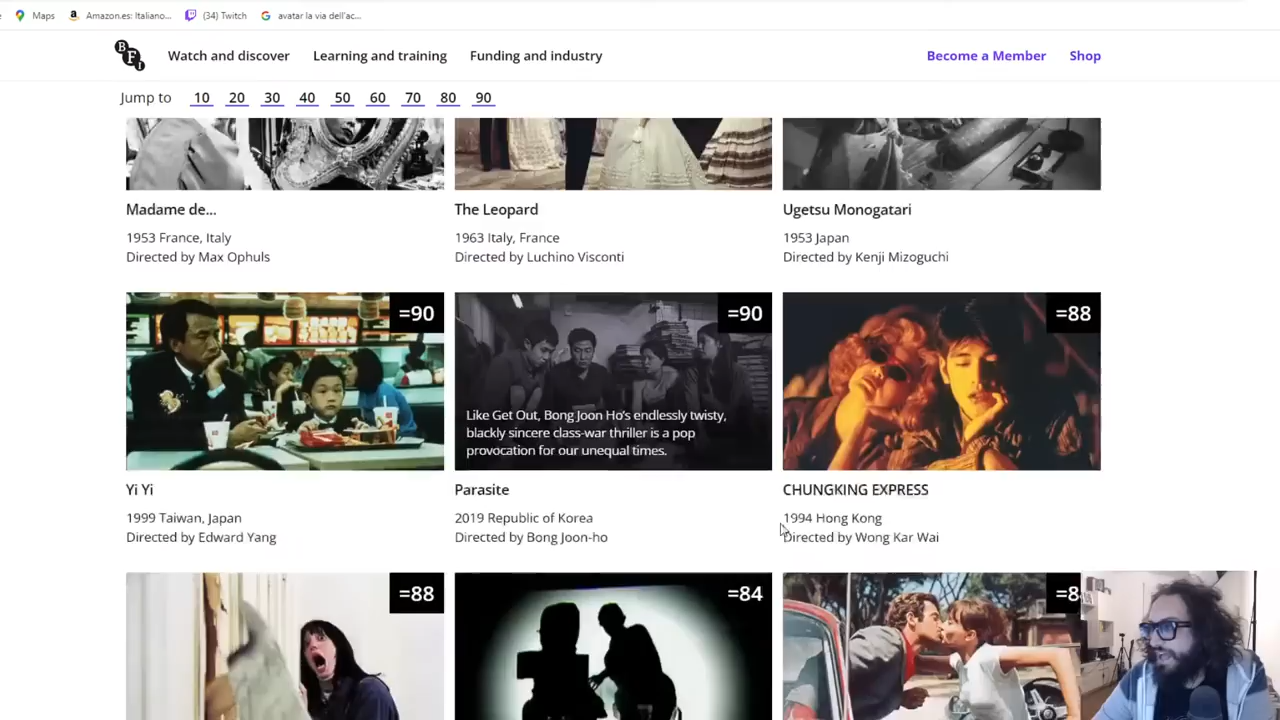 Maps
Amazon.es: Italiano...
(34) Twitch
avatar la via dell'ac...
BFI
Watch and discover
Learning and training
Funding and industry
Become a Member
Shop
Jump to 10 20 30 40 50 60 70 80 90
Madame de...
1953 France, Italy
Directed by Max Ophuls
The Leopard
1963 Italy, France
Directed by Luchino Visconti
Ugetsu Monogatari
1953 Japan
Directed by Kenji Mizoguchi
=90
Yi Yi
1999 Taiwan, Japan
Directed by Edward Yang
=90
Like Get Out, Bong Joon Ho's endlessly twisty,
blackly sincere class-war thriller is a pop
provocation for our unequal times.
Parasite
2019 Republic of Korea
Directed by Bong Joon-ho
=88
CHUNGKING EXPRESS
1994 Hong Kong
Directed by Wong Kar Wai
=88
=84
=8